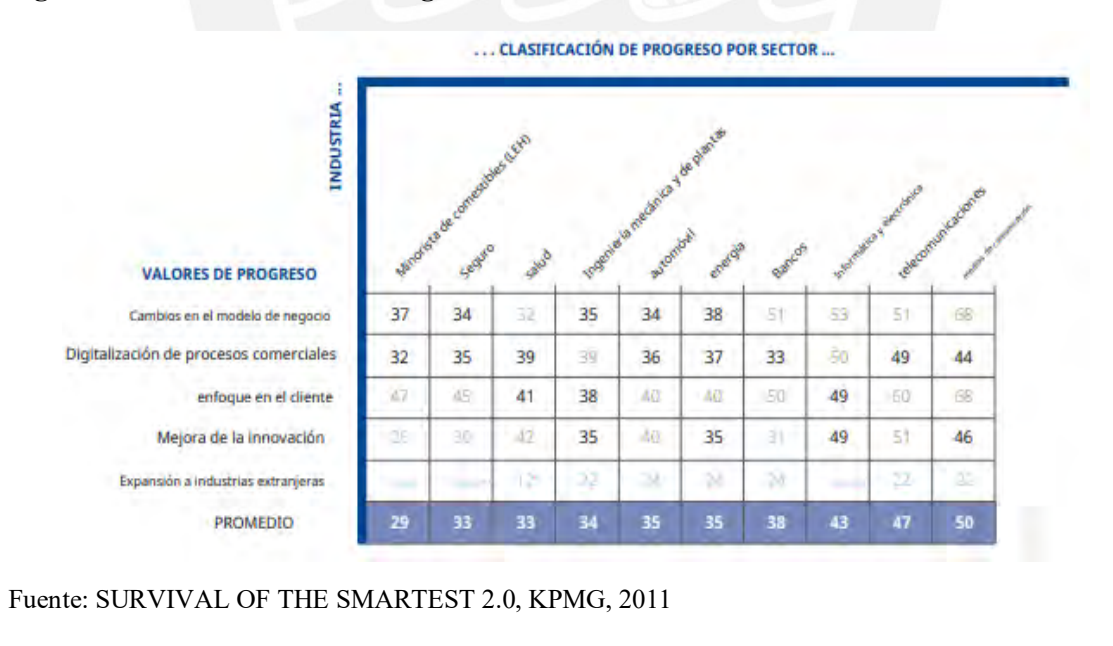 ... CLASIFICACIÓN DE PROGRESO POR SECTOR ...
INDUSTRIA ...
Minorista de comestibles (LEH)
Seguro
salud
Ingeniería mecánica y de plantas
automóvil
energía
Bancos
Informática y electrónica
telecomunicaciones
VALORES DE PROGRESO
Cambios en el modelo de negocio 37 34 32 35 34 38 51 53 51 68
Digitalización de procesos comerciales 32 35 39 39 36 37 33 50 49 44
enfoque en el cliente 47 45 41 38 40 40 50 49 60 68
Mejora de la innovación 30 42 35 40 35 31 49 51 46
Expansión a industrias extranjeras 22 24 24 24 22
PROMEDIO 29 33 33 34 35 35 38 43 47 50
Fuente: SURVIVAL OF THE SMARTEST 2.0, KPMG, 2011